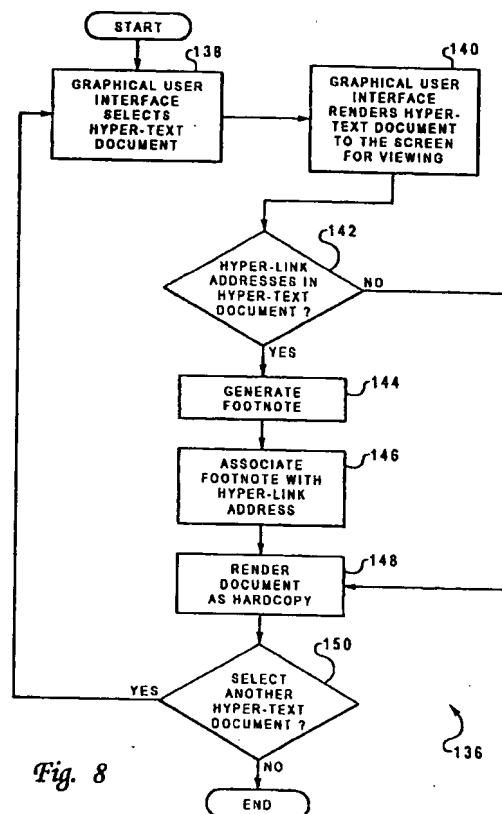 START
138
GRAPHICAL USER
INTERFACE
SELECTS
HYPER-TEXT
DOCUMENT
140
GRAPHICAL USER
INTERFACE
RENDERS HYPER-
TEXT DOCUMENT
TO THE SCREEN
FOR VIEWING
142
HYPER-LINK
ADDRESSES IN
HYPER-TEXT
DOCUMENT ?
NO
YES
GENERATE
FOOTNOTE
144
ASSOCIATE
FOOTNOTE WITH
HYPER-LINK
ADDRESS
146
RENDER
DOCUMENT
AS HARDCOPY
148
150
YES
SELECT
ANOTHER
HYPER-TEXT
DOCUMENT ?
NO
136
Fig. 8
END